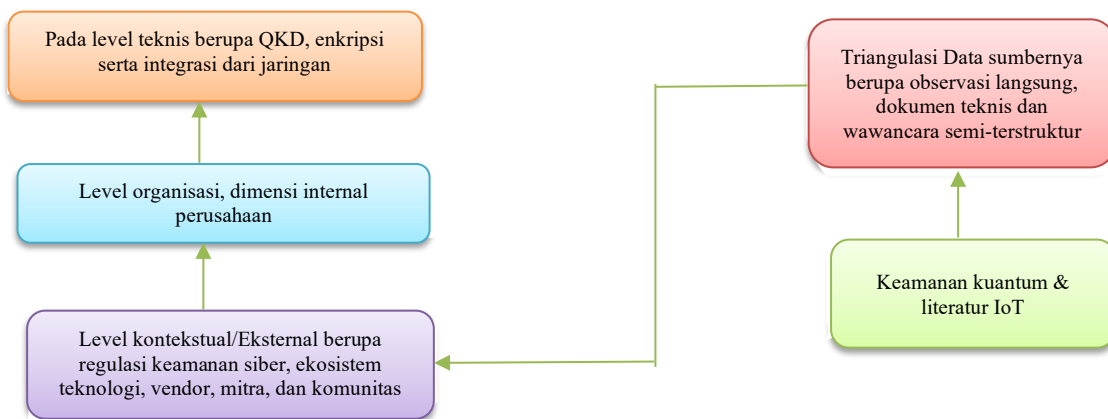 Pada level teknis berupa QKD, enkripsi
serta integrasi dari jaringan
Triangulasi Data sumbernya
berupa observasi langsung,
dokumen teknis dan
wawancara semi-terstruktur
Level organisasi, dimensi internal
perusahaan
Keamanan kuantum &
literatur IoT
Level kontekstual/Eksternal berupa
regulasi keamanan siber, ekosistem
teknologi, vendor, mitra, dan komunitas